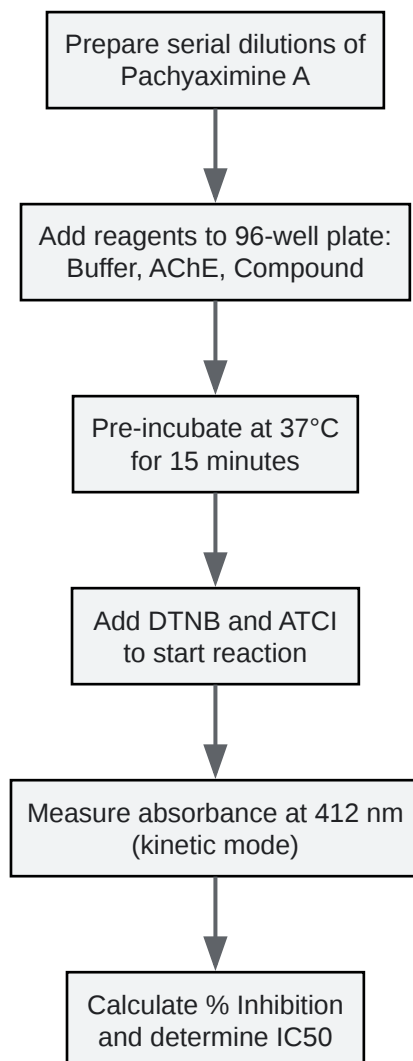 Prepare serial dilutions of
Pachyaximine A
Add reagents to 96-well plate:
Buffer, AChE, Compound
Pre-incubate at 37°C
for 15 minutes
Add DTNB and ATCI
to start reaction
Measure absorbance at 412 nm
(kinetic mode)
Calculate % Inhibition
and determine IC50